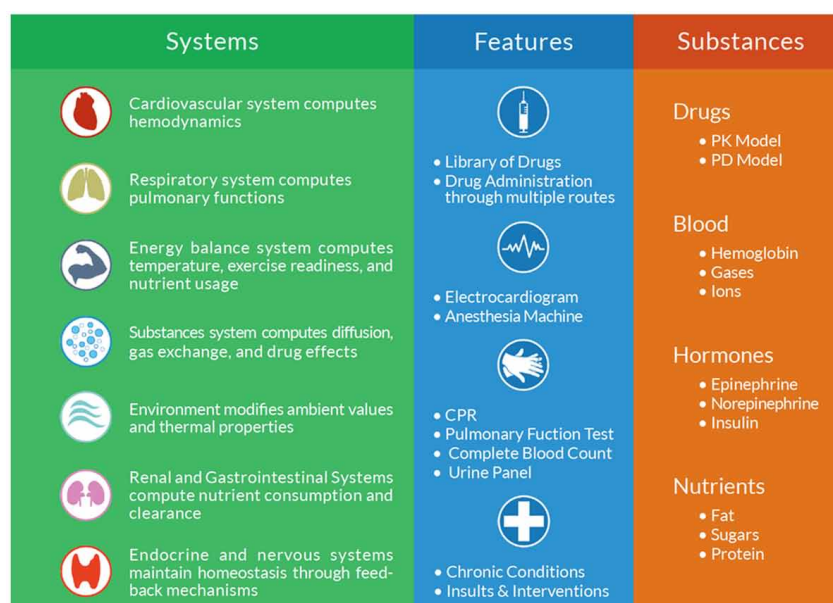 Systems
Cardiovascular system computes
hemodynamics
Respiratory system computes
pulmonary functions
Energy balance system computes
temperature, exercise readiness, and
nutrient usage
Substances system computes diffusion,
gas exchange, and drug effects
Environment modifies ambient values
and thermal properties
Renal and Gastrointestinal Systems
compute nutrient consumption and
clearance
Endocrine and nervous systems
maintain homeostasis through feed-
back mechanisms
Features
• Library of Drugs
• Drug Administration
through multiple routes
• Electrocardiogram
• Anesthesia Machine
• CPR
• Pulmonary Fuction Test
• Complete Blood Count
• Urine Panel
• Chronic Conditions
• Insults & Interventions
Substances
Drugs
• PK Model
• PD Model
Blood
• Hemoglobin
• Gases
• Ions
Hormones
• Epinephrine
• Norepinephrine
• Insulin
Nutrients
• Fat
• Sugars
• Protein